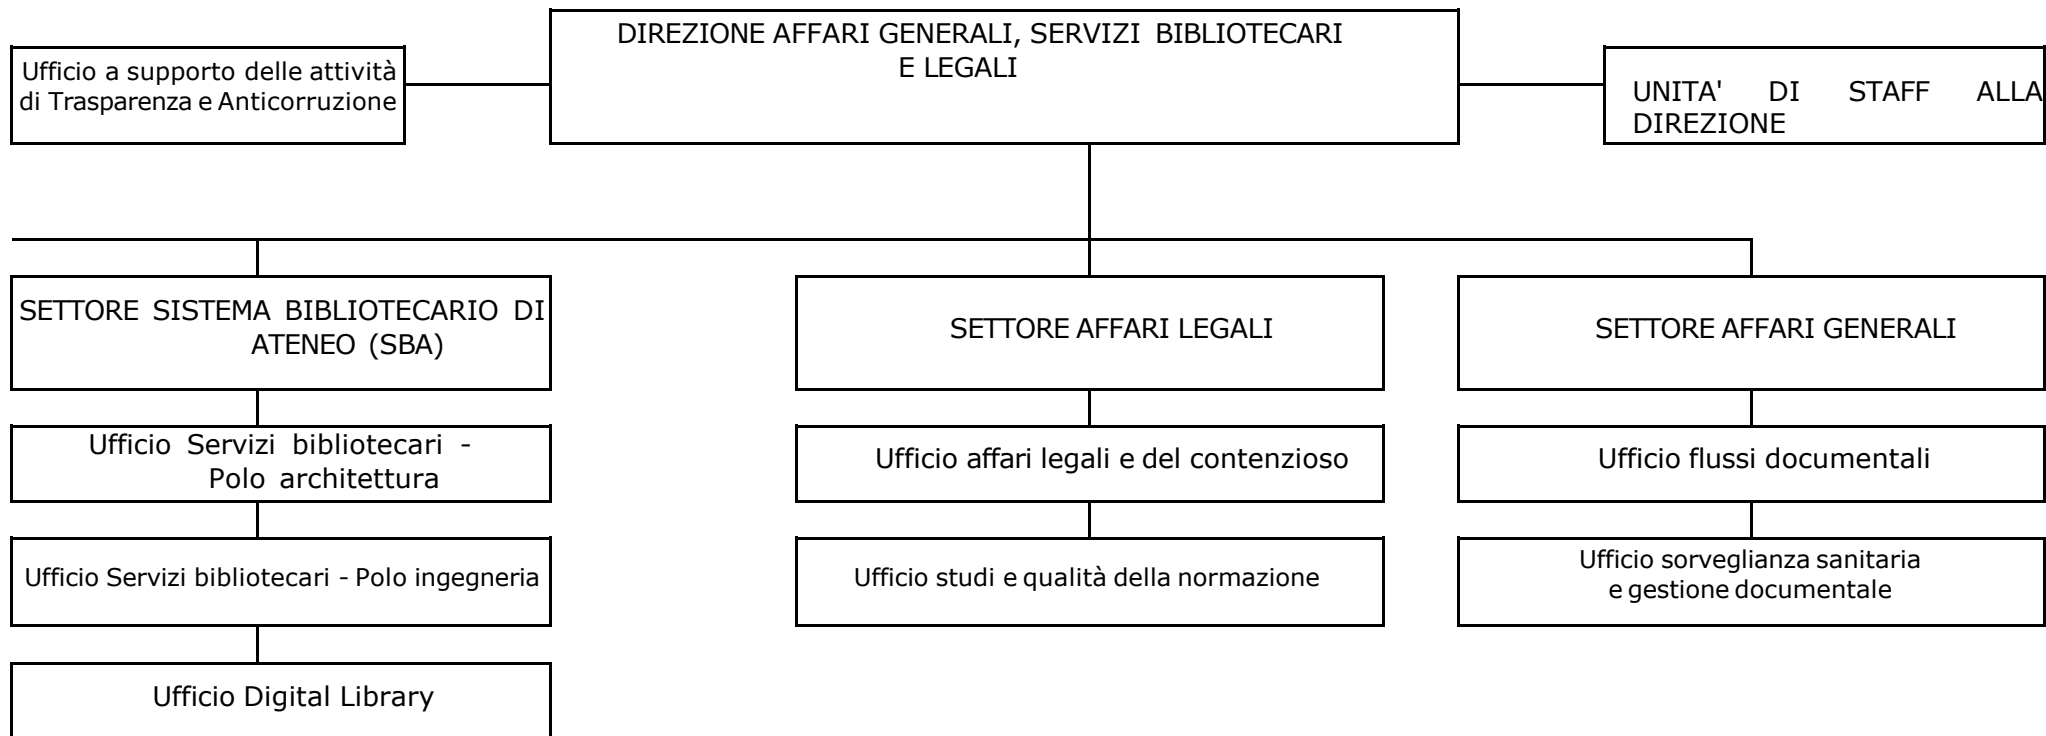 DIREZIONE AFFARI GENERALI, SERVIZI BIBLIOTECARI
E LEGALI
Ufficio a supporto delle attività
di Trasparenza e Anticorruzione
UNITA' DI STAFF ALLA
DIREZIONE
SETTORE SISTEMA BIBLIOTECARIO DI
ATENEO (SBA)
SETTORE AFFARI LEGALI
SETTORE AFFARI GENERALI
Ufficio Servizi bibliotecari -
Polo architettura
Ufficio affari legali e del contenzioso
Ufficio flussi documentali
Ufficio Servizi bibliotecari - Polo ingegneria
Ufficio studi e qualità della normazione
Ufficio sorveglianza sanitaria
e gestione documentale
Ufficio Digital Library